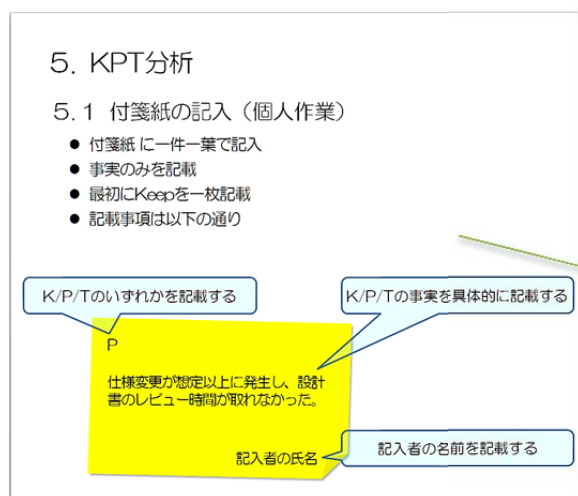 5. KPT分析
5.1 付箋紙の記入（個人作業）
● 付箋紙 に一件一葉で記入
● 事実のみを記載
● 最初にKeepを一枚記載
● 記載事項は以下の通り
K/P/Tのいずれかを記載する
K/P/Tの事実を具体的に記載する
P
仕様変更が想定以上に発生し、設計
書のレビュー時間が取れなかった。
記入者の氏名
記入者の名前を記載する